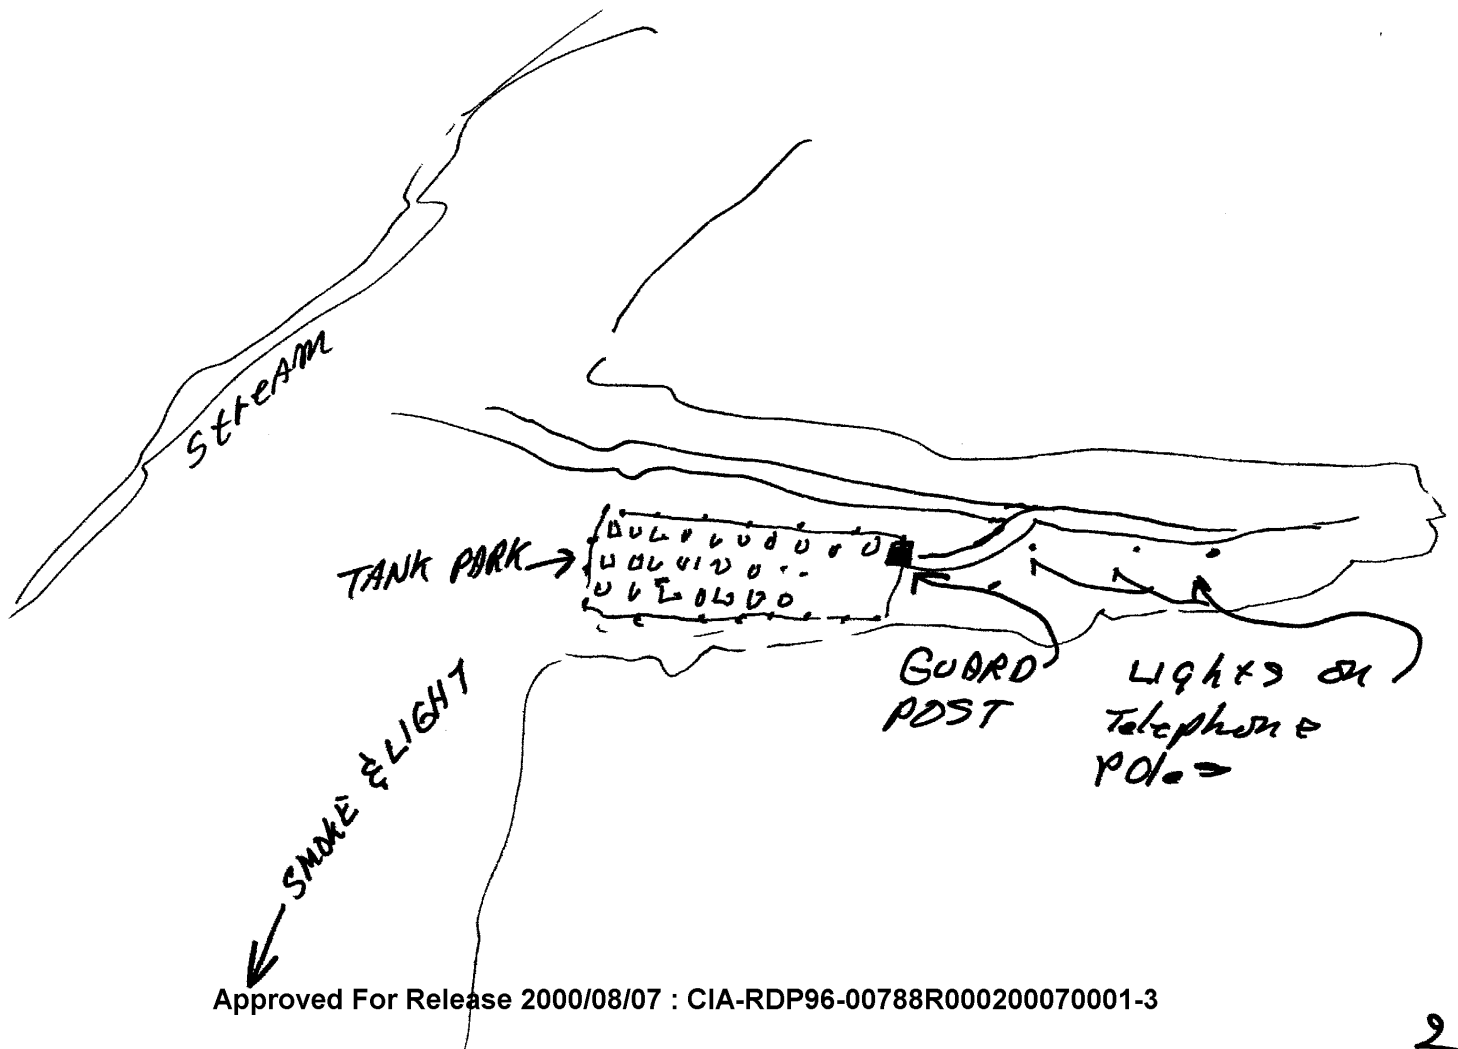 StreAM
TANK PARK
GUARD
POST
Lights on
Telephone
Poles
SMOKE & LIGHT
Approved For Release 2000/08/07 : CIA-RDP96-00788R000200070001-3
2